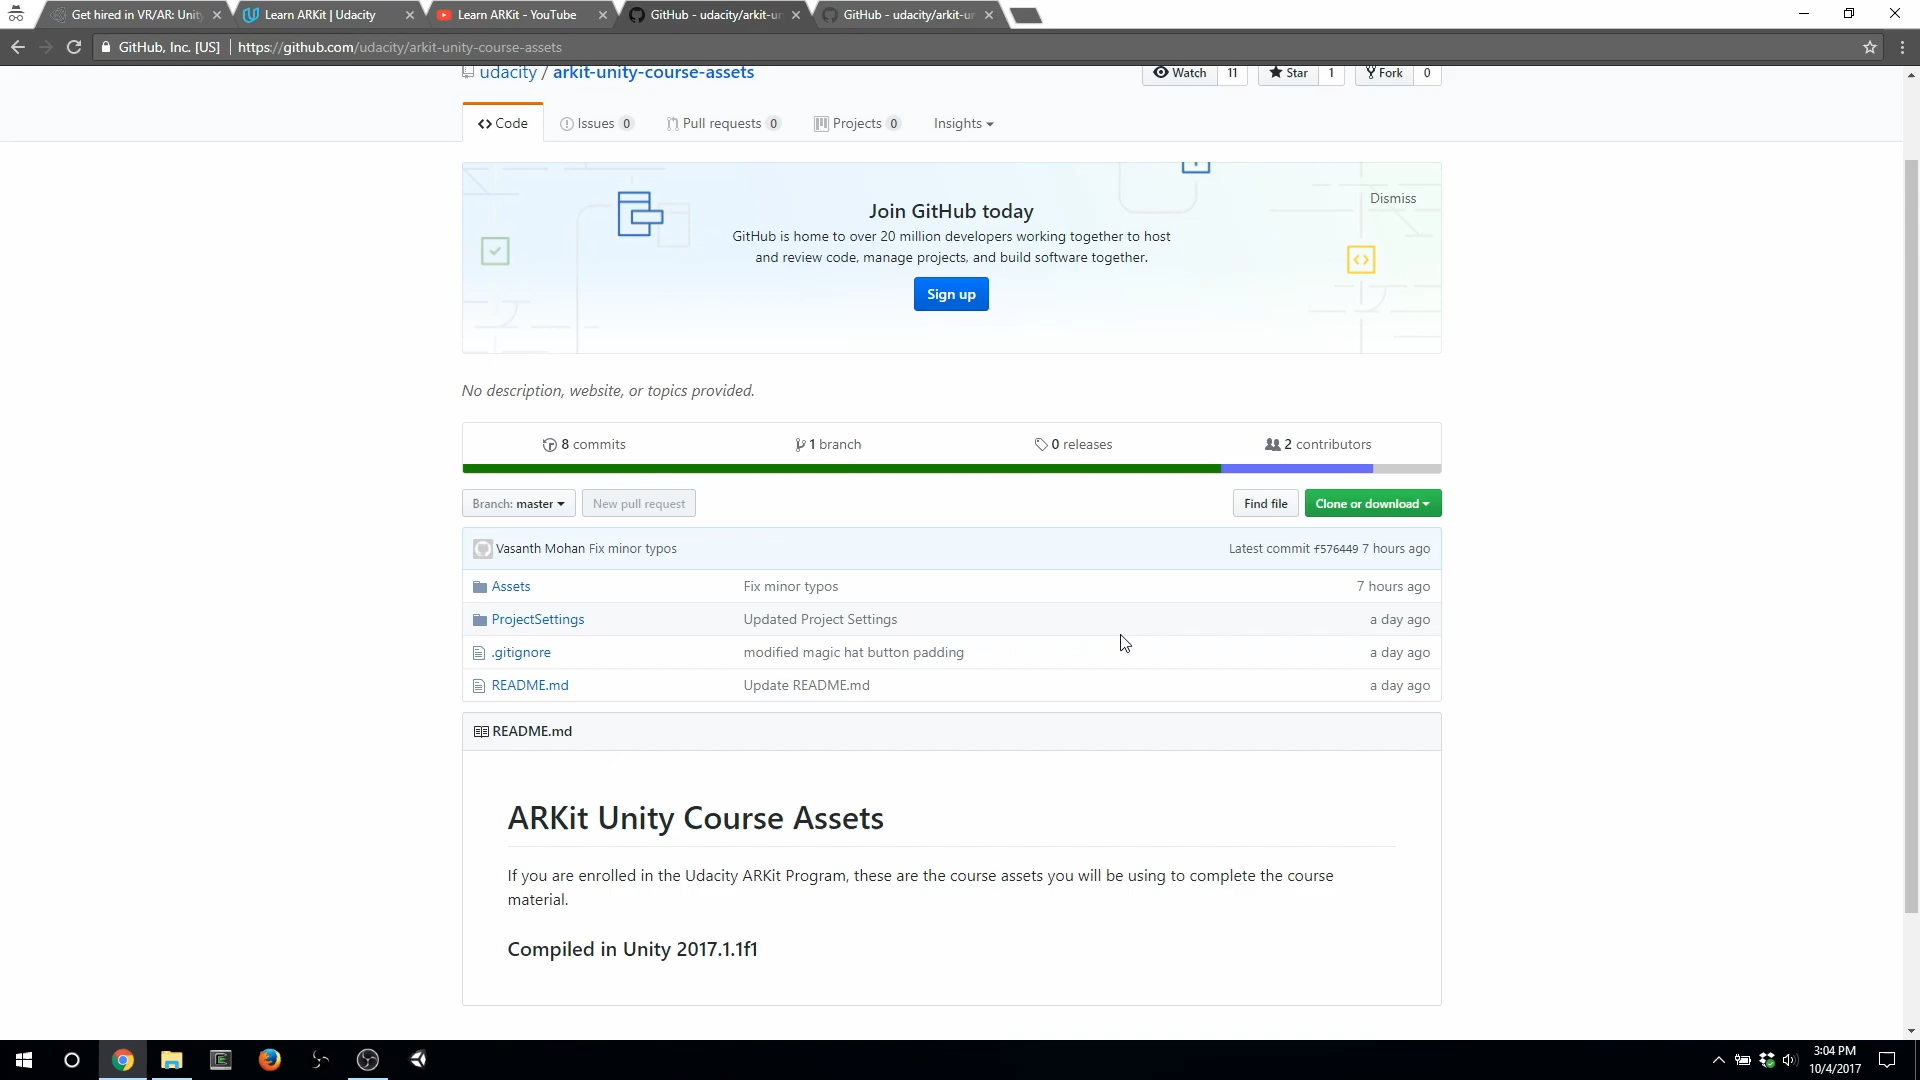 Get hired in VR/AR: Unity
Learn ARKit | Udacity
Learn ARKit - YouTube
GitHub - udacity/arkit-un
GitHub - udacity/arkit-un
GitHub, Inc. [US] https://github.com/udacity/arkit-unity-course-assets
udacity / arkit-unity-course-assets
Watch 11 Star 1 Fork 0
Code Issues 0 Pull requests 0 Projects 0 Insights
Dismiss
Join GitHub today
GitHub is home to over 20 million developers working together to host
and review code, manage projects, and build software together.
Sign up
No description, website, or topics provided.
8 commits 1 branch 0 releases 2 contributors
Branch: master New pull request Find file Clone or download
Vasanth Mohan Fix minor typos Latest commit f576449 7 hours ago
Assets Fix minor typos 7 hours ago
ProjectSettings Updated Project Settings a day ago
.gitignore modified magic hat button padding a day ago
README.md Update README.md a day ago
README.md
ARKit Unity Course Assets
If you are enrolled in the Udacity ARKit Program, these are the course assets you will be using to complete the course
material.
Compiled in Unity 2017.1.1f1
3:04 PM
10/4/2017